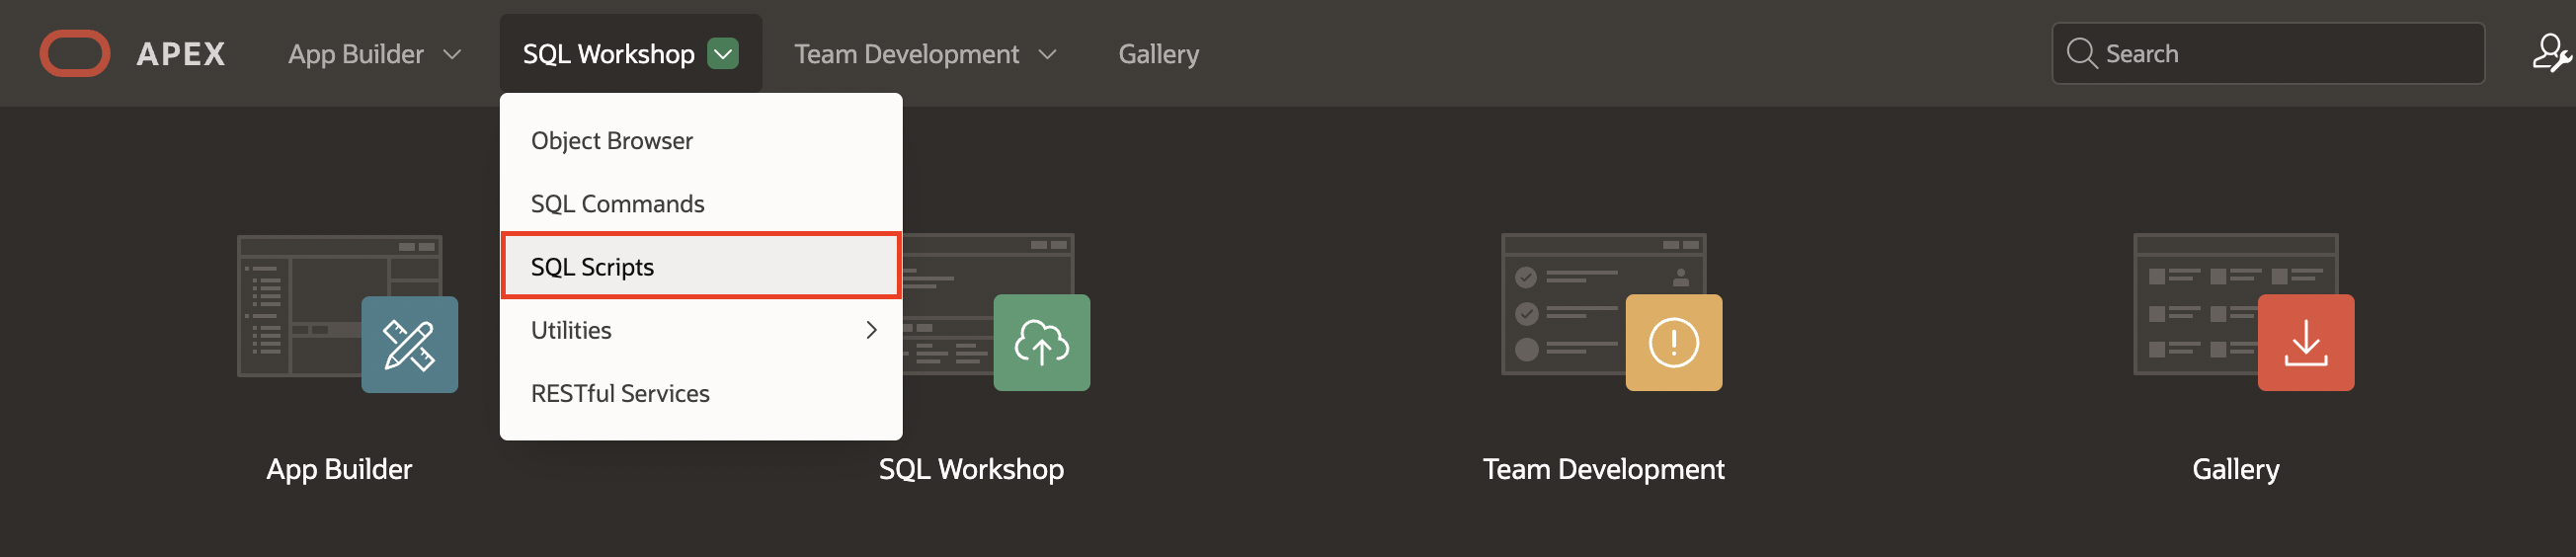 APEX App Builder SQL Workshop Team Development Gallery Search
Object Browser
SQL Commands
SQL Scripts
Utilities
RESTful Services
App Builder SQL Workshop Team Development Gallery